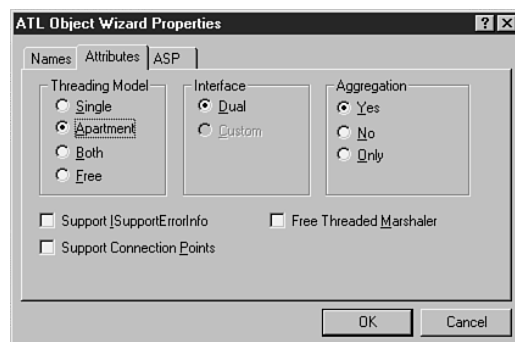 ATL Object Wizard Properties
Names Attributes ASP
Threading Model
Single
Apartment
Both
Free
Interface
Dual
Custom
Aggregation
Yes
No
Only
Support ISupportErrorInfo
Free Threaded Marshaler
Support Connection Points
OK Cancel